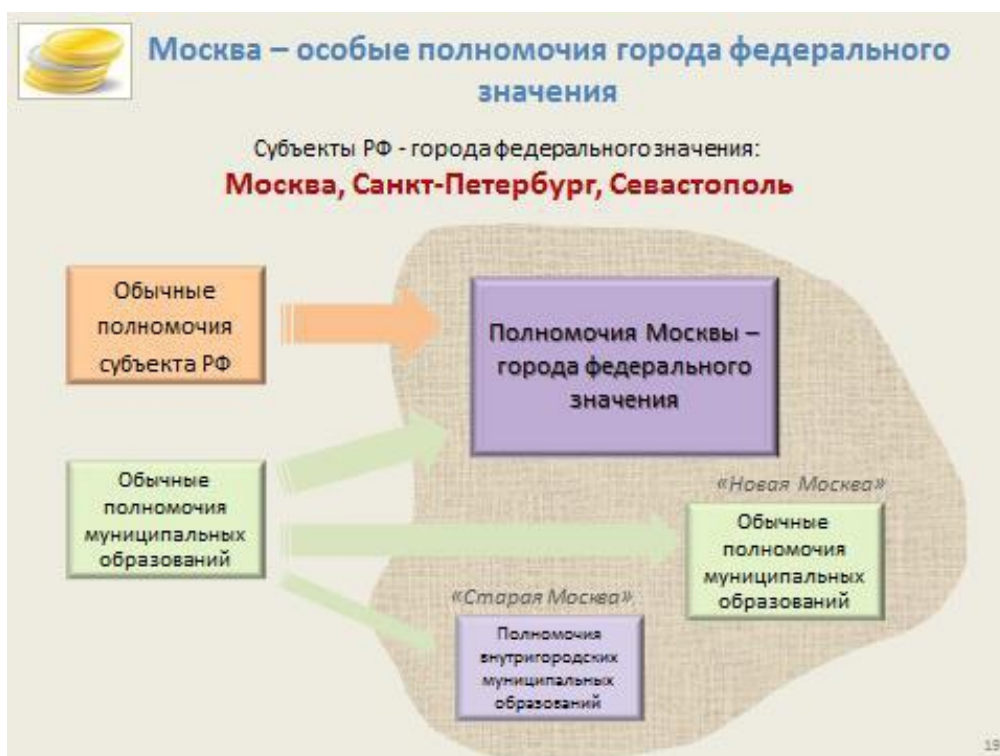 Москва – особые полномочия города федерального
значения
Субъекты РФ - города федерального значения:
Москва, Санкт-Петербург, Севастополь
Обычные
полномочия
субъекта РФ
Полномочия Москвы –
города федерального
значения
Обычные
полномочия
муниципальных
образований
«Новая Москва»
Обычные
полномочия
муниципальных
образований
«Старая Москва»,
Полномочия
внутригородских
муниципальных
образований
19